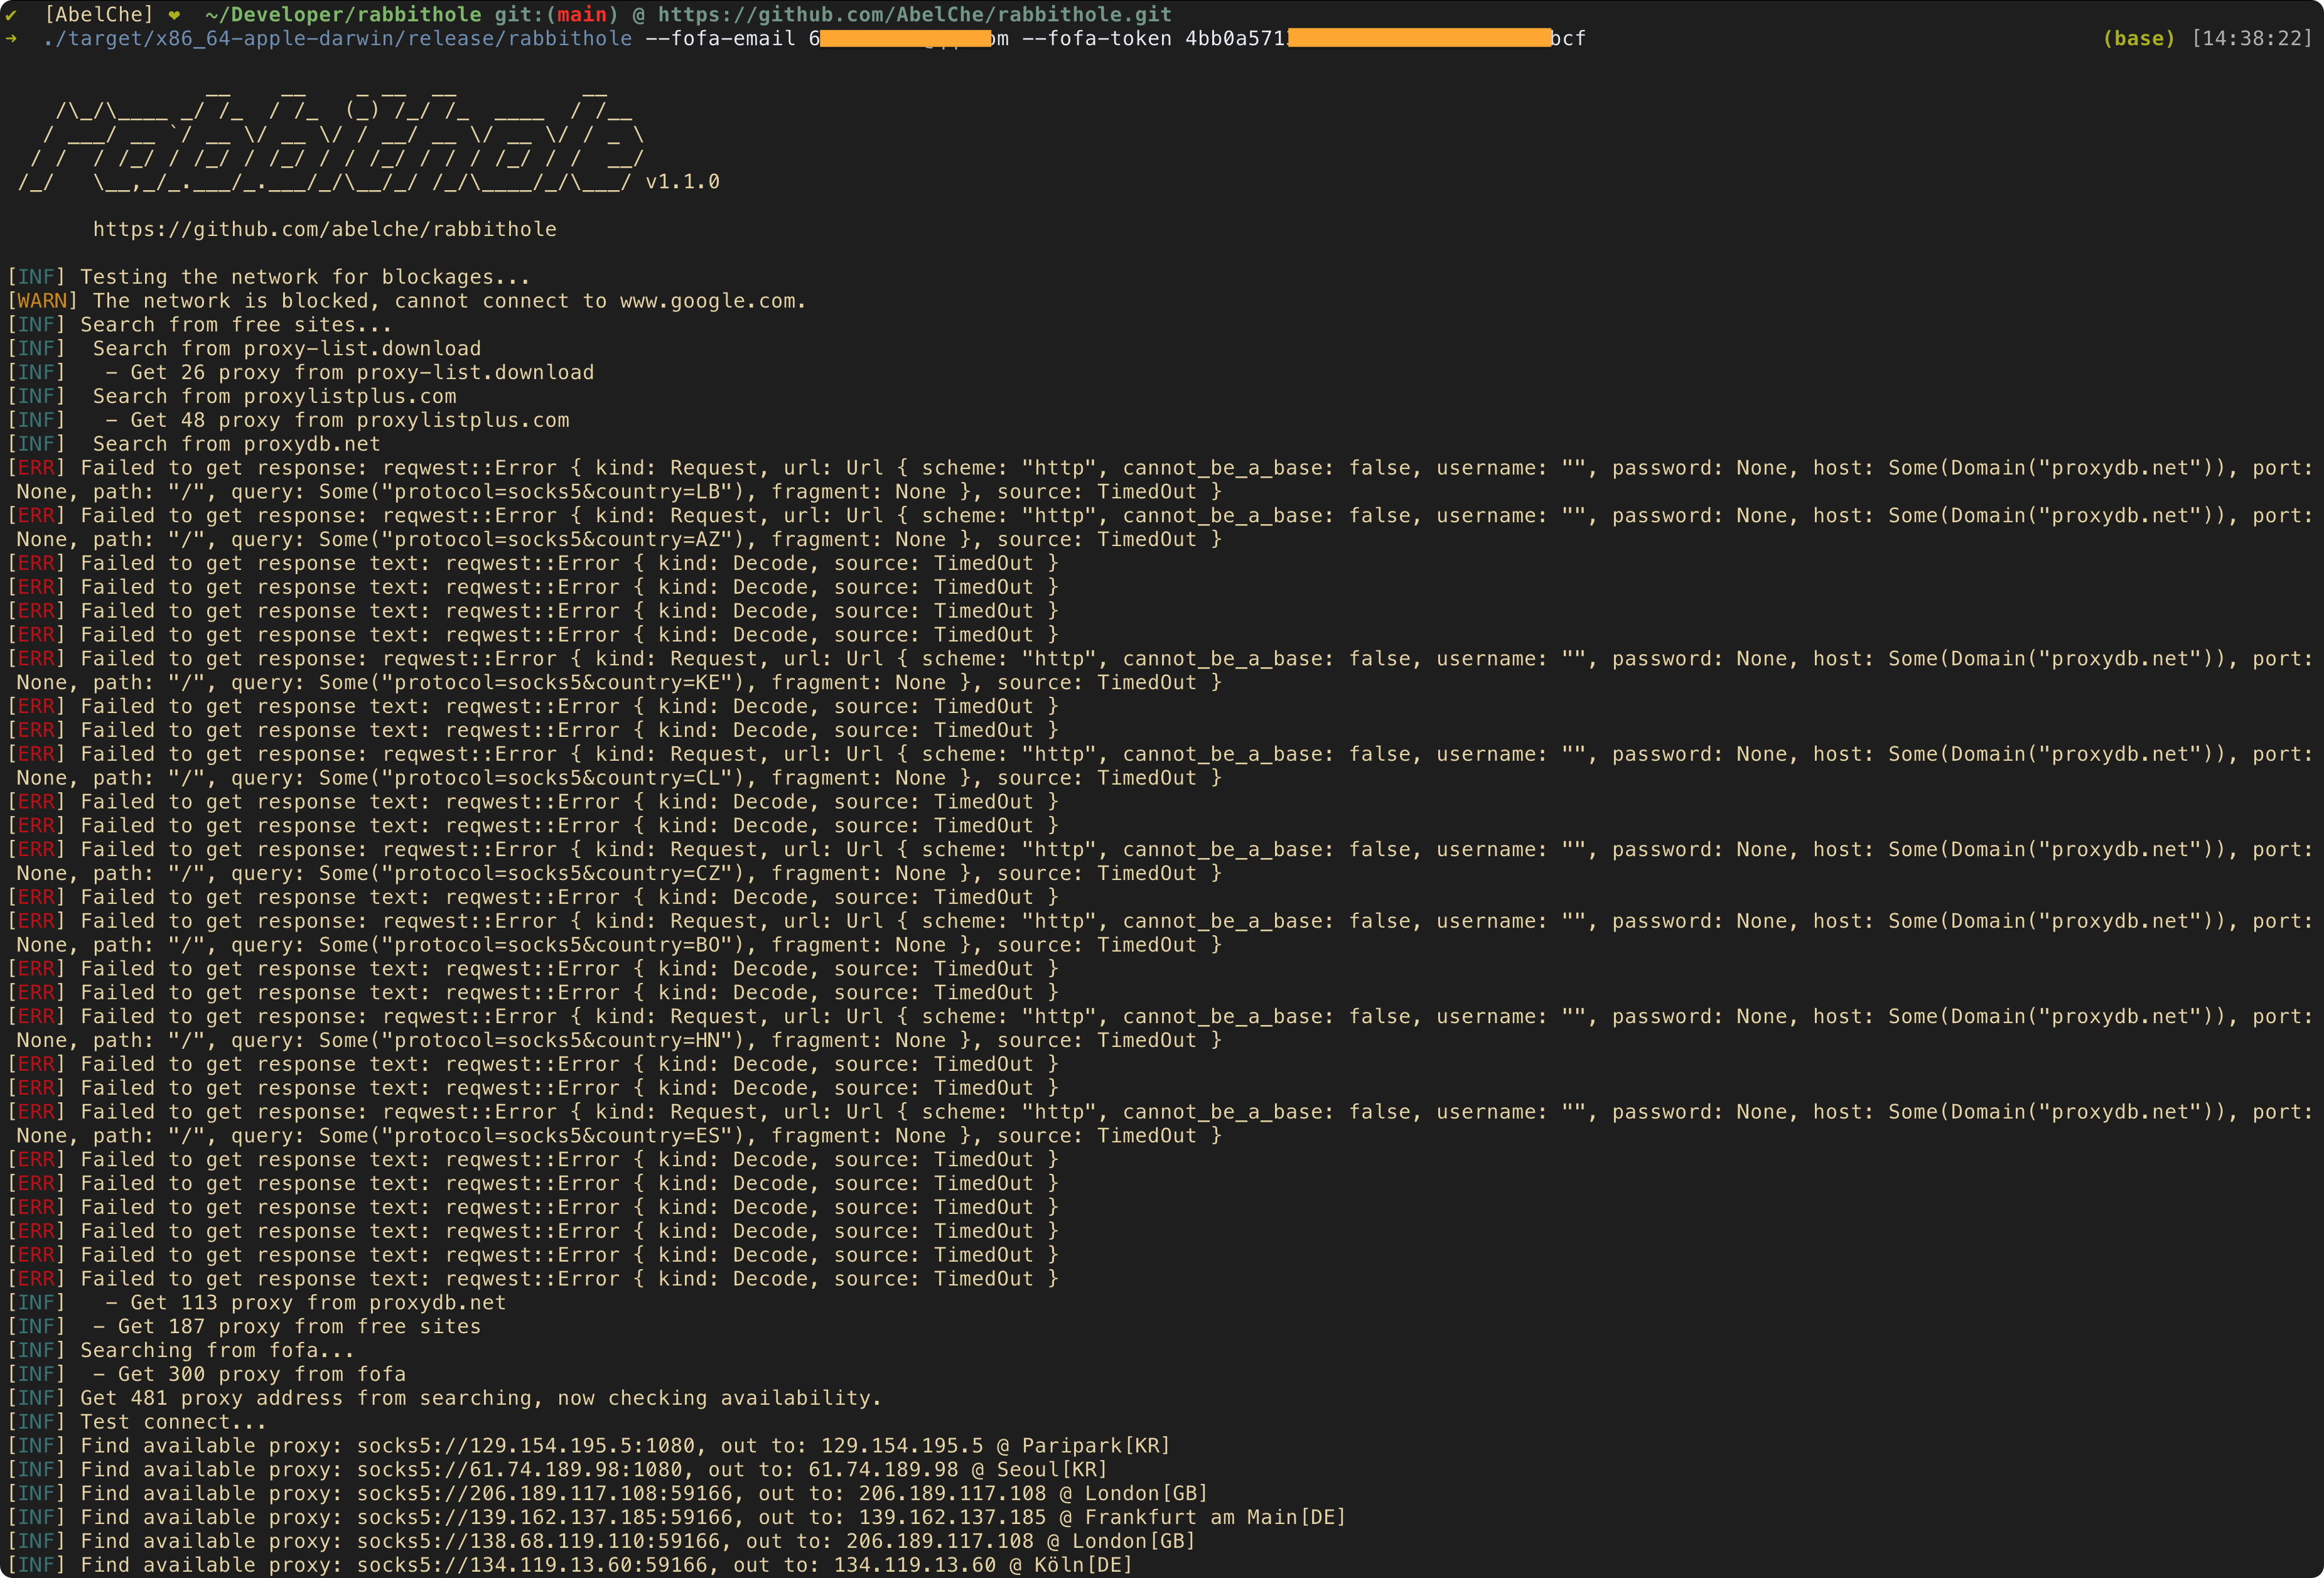 ✔ [AbelChe] ❤ ~/Developer/rabbithole git:(main) @ https://github.com/AbelChe/rabbithole.git
➜ ./target/x86_64-apple-darwin/release/rabbithole --fofa-email 6 om --fofa-token 4bb0a571 bcf (base) [14:38:22]
rabbithole v1.1.0
https://github.com/abelche/rabbithole
[INF] Testing the network for blockages...
[WARN] The network is blocked, cannot connect to www.google.com.
[INF] Search from free sites...
[INF]  Search from proxy-list.download
[INF]   - Get 26 proxy from proxy-list.download
[INF]  Search from proxylistplus.com
[INF]   - Get 48 proxy from proxylistplus.com
[INF]  Search from proxydb.net
[ERR] Failed to get response: reqwest::Error { kind: Request, url: Url { scheme: "http", cannot_be_a_base: false, username: "", password: None, host: Some(Domain("proxydb.net")), port:
None, path: "/", query: Some("protocol=socks5&country=LB"), fragment: None }, source: TimedOut }
[ERR] Failed to get response: reqwest::Error { kind: Request, url: Url { scheme: "http", cannot_be_a_base: false, username: "", password: None, host: Some(Domain("proxydb.net")), port:
None, path: "/", query: Some("protocol=socks5&country=AZ"), fragment: None }, source: TimedOut }
[ERR] Failed to get response text: reqwest::Error { kind: Decode, source: TimedOut }
[ERR] Failed to get response text: reqwest::Error { kind: Decode, source: TimedOut }
[ERR] Failed to get response text: reqwest::Error { kind: Decode, source: TimedOut }
[ERR] Failed to get response text: reqwest::Error { kind: Decode, source: TimedOut }
[ERR] Failed to get response: reqwest::Error { kind: Request, url: Url { scheme: "http", cannot_be_a_base: false, username: "", password: None, host: Some(Domain("proxydb.net")), port:
None, path: "/", query: Some("protocol=socks5&country=KE"), fragment: None }, source: TimedOut }
[ERR] Failed to get response text: reqwest::Error { kind: Decode, source: TimedOut }
[ERR] Failed to get response text: reqwest::Error { kind: Decode, source: TimedOut }
[ERR] Failed to get response: reqwest::Error { kind: Request, url: Url { scheme: "http", cannot_be_a_base: false, username: "", password: None, host: Some(Domain("proxydb.net")), port:
None, path: "/", query: Some("protocol=socks5&country=CL"), fragment: None }, source: TimedOut }
[ERR] Failed to get response text: reqwest::Error { kind: Decode, source: TimedOut }
[ERR] Failed to get response text: reqwest::Error { kind: Decode, source: TimedOut }
[ERR] Failed to get response: reqwest::Error { kind: Request, url: Url { scheme: "http", cannot_be_a_base: false, username: "", password: None, host: Some(Domain("proxydb.net")), port:
None, path: "/", query: Some("protocol=socks5&country=CZ"), fragment: None }, source: TimedOut }
[ERR] Failed to get response text: reqwest::Error { kind: Decode, source: TimedOut }
[ERR] Failed to get response: reqwest::Error { kind: Request, url: Url { scheme: "http", cannot_be_a_base: false, username: "", password: None, host: Some(Domain("proxydb.net")), port:
None, path: "/", query: Some("protocol=socks5&country=BO"), fragment: None }, source: TimedOut }
[ERR] Failed to get response text: reqwest::Error { kind: Decode, source: TimedOut }
[ERR] Failed to get response text: reqwest::Error { kind: Decode, source: TimedOut }
[ERR] Failed to get response: reqwest::Error { kind: Request, url: Url { scheme: "http", cannot_be_a_base: false, username: "", password: None, host: Some(Domain("proxydb.net")), port:
None, path: "/", query: Some("protocol=socks5&country=HN"), fragment: None }, source: TimedOut }
[ERR] Failed to get response text: reqwest::Error { kind: Decode, source: TimedOut }
[ERR] Failed to get response text: reqwest::Error { kind: Decode, source: TimedOut }
[ERR] Failed to get response: reqwest::Error { kind: Request, url: Url { scheme: "http", cannot_be_a_base: false, username: "", password: None, host: Some(Domain("proxydb.net")), port:
None, path: "/", query: Some("protocol=socks5&country=ES"), fragment: None }, source: TimedOut }
[ERR] Failed to get response text: reqwest::Error { kind: Decode, source: TimedOut }
[ERR] Failed to get response text: reqwest::Error { kind: Decode, source: TimedOut }
[ERR] Failed to get response text: reqwest::Error { kind: Decode, source: TimedOut }
[ERR] Failed to get response text: reqwest::Error { kind: Decode, source: TimedOut }
[ERR] Failed to get response text: reqwest::Error { kind: Decode, source: TimedOut }
[ERR] Failed to get response text: reqwest::Error { kind: Decode, source: TimedOut }
[INF]   - Get 113 proxy from proxydb.net
[INF]  - Get 187 proxy from free sites
[INF] Searching from fofa...
[INF]  - Get 300 proxy from fofa
[INF] Get 481 proxy address from searching, now checking availability.
[INF] Test connect...
[INF] Find available proxy: socks5://129.154.195.5:1080, out to: 129.154.195.5 @ Paripark[KR]
[INF] Find available proxy: socks5://61.74.189.98:1080, out to: 61.74.189.98 @ Seoul[KR]
[INF] Find available proxy: socks5://206.189.117.108:59166, out to: 206.189.117.108 @ London[GB]
[INF] Find available proxy: socks5://139.162.137.185:59166, out to: 139.162.137.185 @ Frankfurt am Main[DE]
[INF] Find available proxy: socks5://138.68.119.110:59166, out to: 206.189.117.108 @ London[GB]
[INF] Find available proxy: socks5://134.119.13.60:59166, out to: 134.119.13.60 @ Köln[DE]